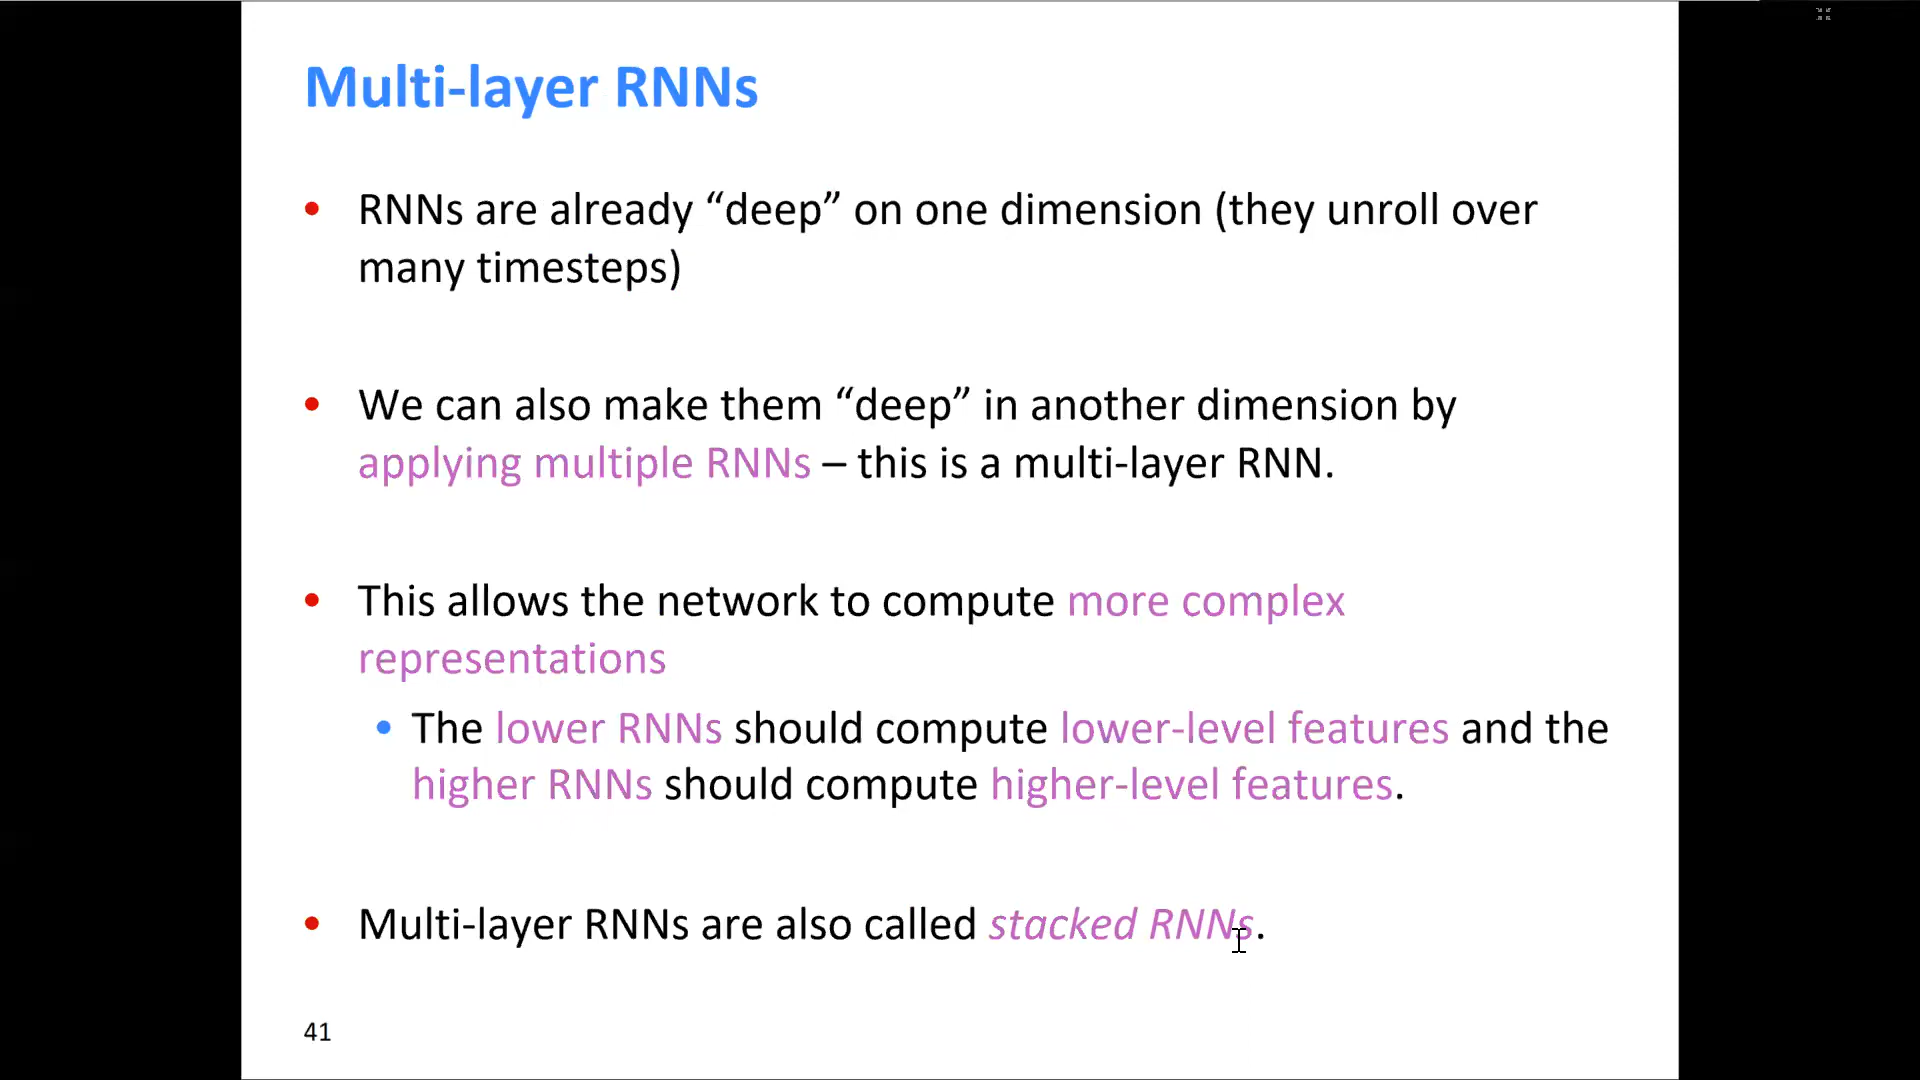 Multi-layer RNNs
• RNNs are already “deep” on one dimension (they unroll over
many timesteps)
• We can also make them “deep” in another dimension by
applying multiple RNNs – this is a multi-layer RNN.
• This allows the network to compute more complex
representations
• The lower RNNs should compute lower-level features and the
higher RNNs should compute higher-level features.
• Multi-layer RNNs are also called stacked RNNs.
41